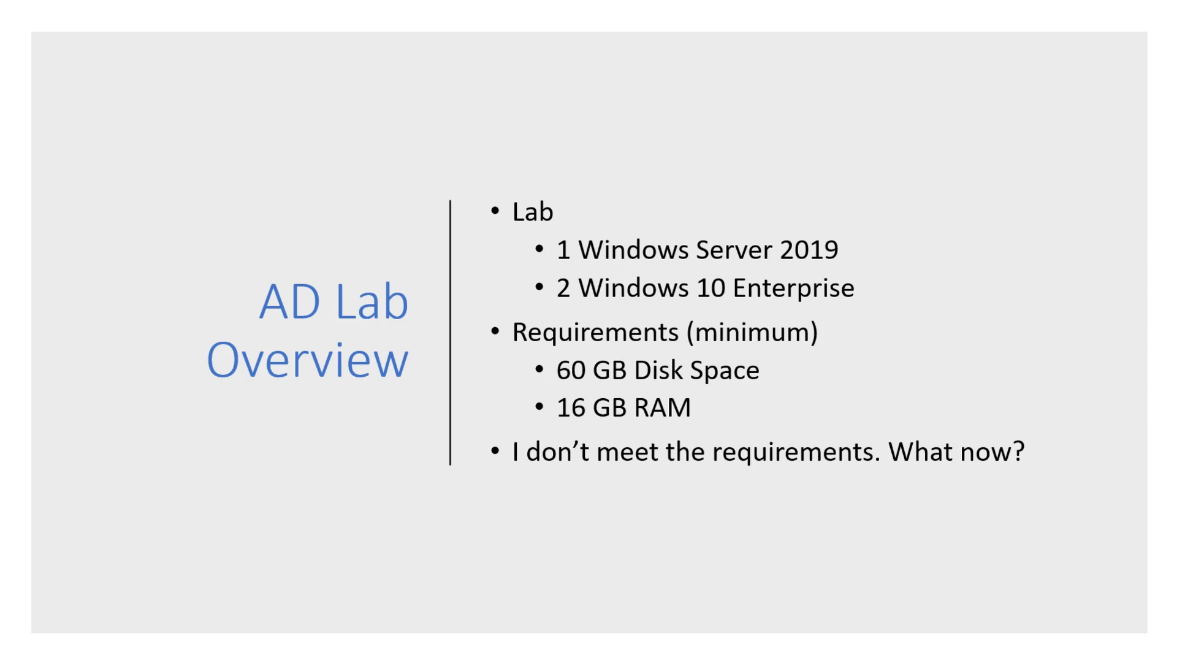 AD Lab
Overview
• Lab
• 1 Windows Server 2019
• 2 Windows 10 Enterprise
• Requirements (minimum)
• 60 GB Disk Space
• 16 GB RAM
• I don’t meet the requirements. What now?